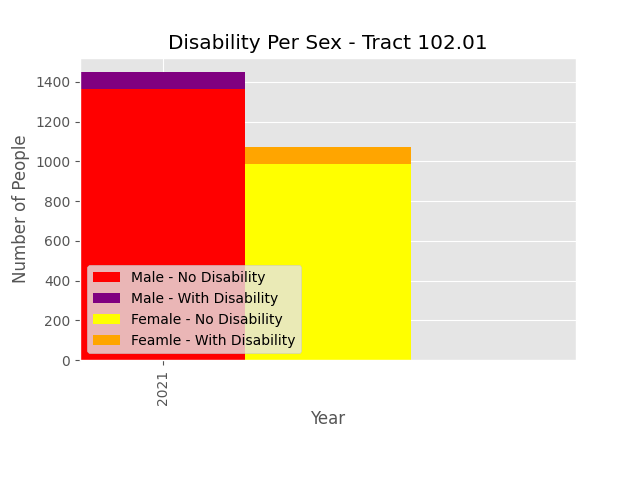 Disability Per Sex - Tract 102.01
Number of People
1400
1200
1000
800
600
400
200
0
Male - No Disability
Male - With Disability
Female - No Disability
Feamle - With Disability
2021
Year